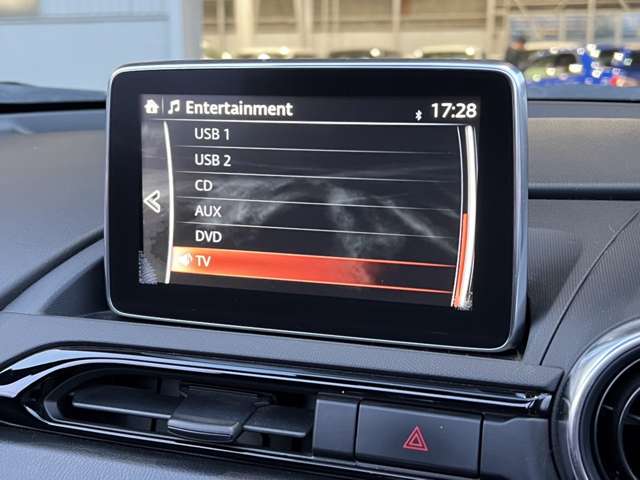 Entertainment 17:28
USB 1
USB 2
CD
AUX
DVD
TV